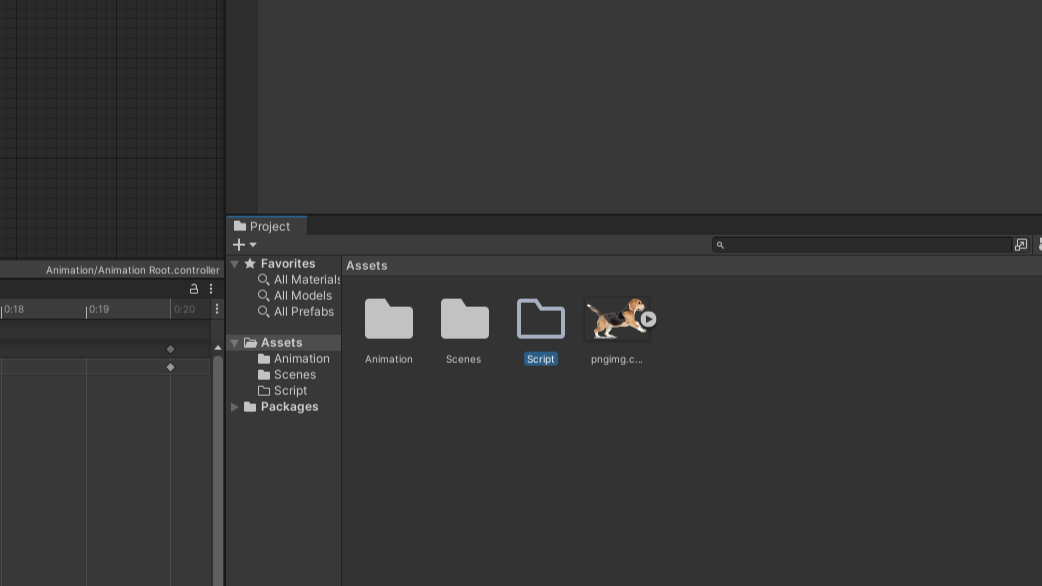 Project
Animation/Animation Root.controller
Favorites
All Materials
All Models
All Prefabs
Assets
Animation
Scenes
Script
Packages
Assets
Animation
Scenes
Script
pngimg.c...
0:18
0:19
0:20